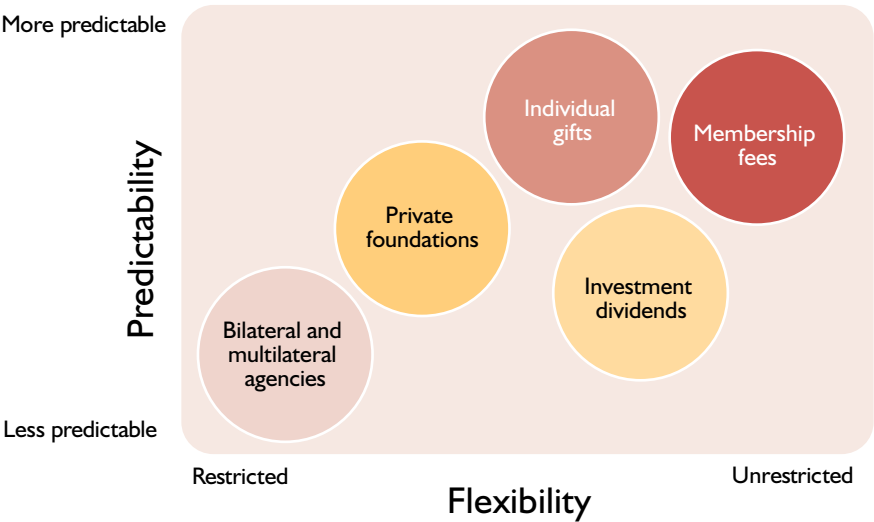 More predictable
Individual
gifts
Membership
fees
Private
foundations
Predictability
Investment
dividends
Bilateral and
multilateral
agencies
Less predictable
Restricted
Unrestricted
Flexibility